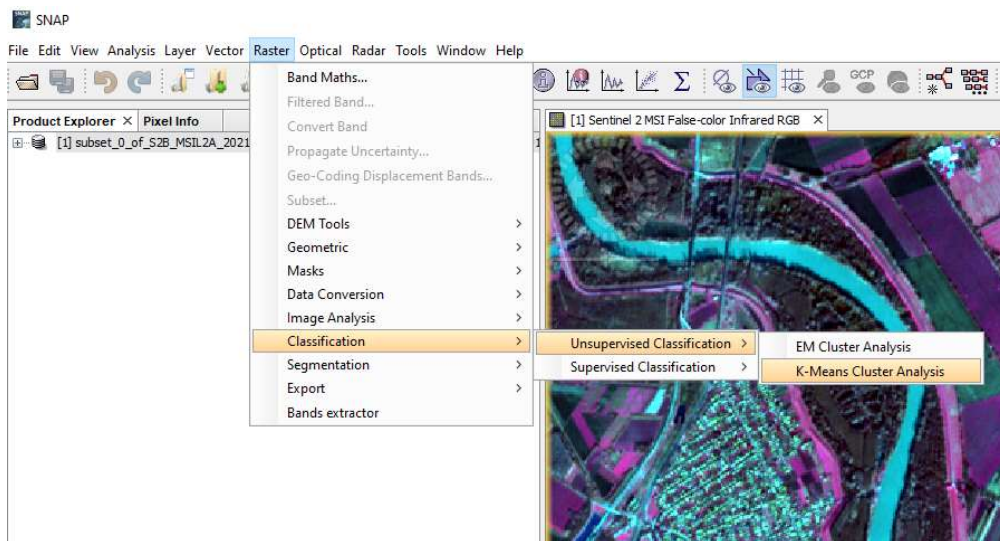 SNAP
File Edit View Analysis Layer Vector Raster Optical Radar Tools Window Help
GCP
Product Explorer × Pixel Info
[1] subset_0_of_S2B_MSIL2A_2021
[1] Sentinel 2 MSI False-color Infrared RGB ×
Band Maths...
Filtered Band...
Convert Band
Propagate Uncertainty...
Geo-Coding Displacement Bands...
Subset...
DEM Tools >
Geometric >
Masks >
Data Conversion >
Image Analysis >
Classification >
Segmentation >
Export >
Bands extractor
Unsupervised Classification >
Supervised Classification >
EM Cluster Analysis
K-Means Cluster Analysis